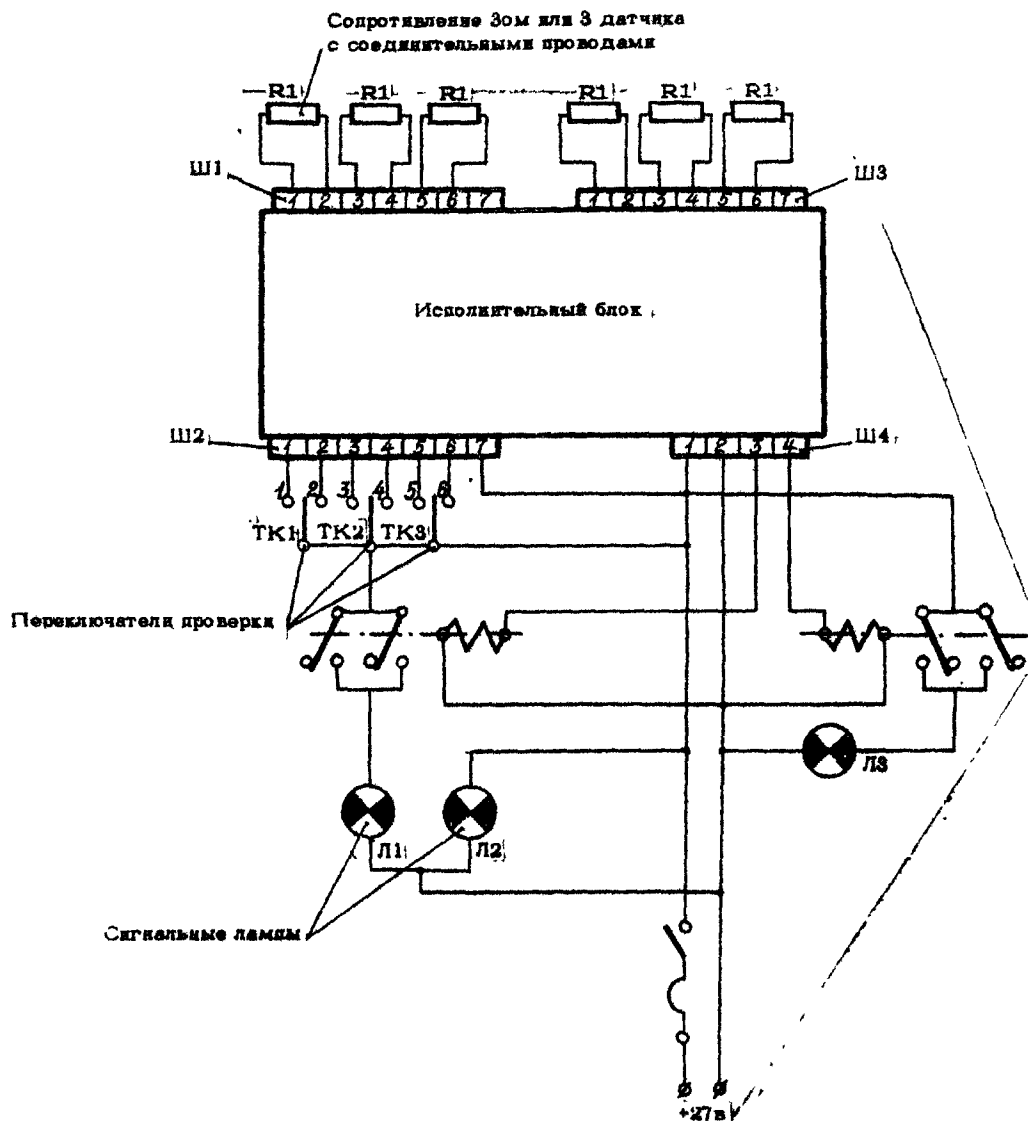 Сопротивление 3ом или 3 датчика
с соединительными проводами
R1 R1 R1 R1 R1 R1
Ш1 Ш3
1 2 3 4 5 6 7 1 2 3 4 5 6 7
Исполнительный блок
Ш2 Ш4
1 2 3 4 5 6 7 1 2 3 4
1 2 3 4 5 6
ТК1 ТК2 ТК3
Переключатели проверки
Л3
Л1 Л2
Сигнальные лампы
+27в